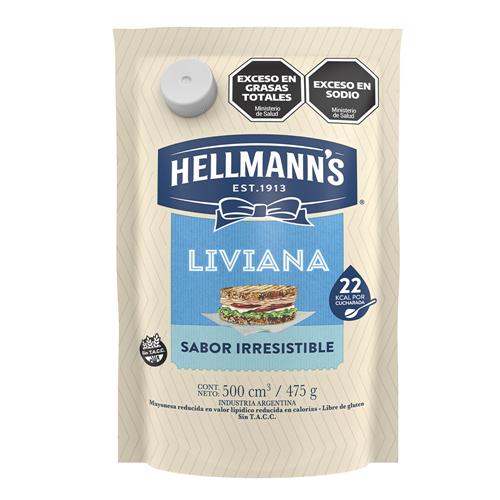 EXCESO EN
GRASAS
TOTALES
Ministerio
de Salud
EXCESO EN
SODIO
Ministerio
de Salud
HELLMANN'S
EST.1913
®
LIVIANA
22
KCAL POR
CUCHARADA
SABOR IRRESISTIBLE
Sin T.A.C.C.
CONT.
NETO: 500 cm³ / 475 g
INDUSTRIA ARGENTINA
Mayonesa reducida en valor lipídico reducida en calorías - Libre de gluten
Sin T.A.C.C.